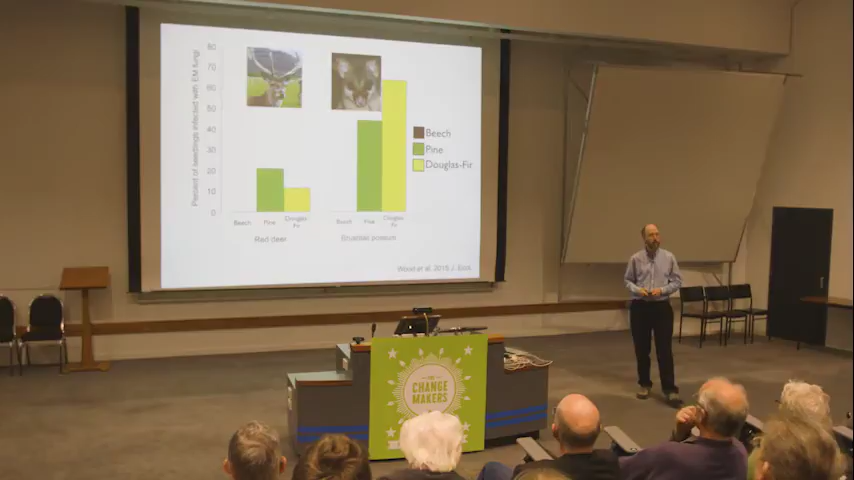 Percent of seedlings infected with EM fungi
80
70
60
50
40
30
20
10
0
Beech
Pine
Douglas-Fir
Beech
Pine
Douglas
Fir
Beech
Pine
Douglas
Fir
Red deer
Brushtail possum
Wood et al. 2015 J. Ecol.
THE
CHANGE
MAKERS